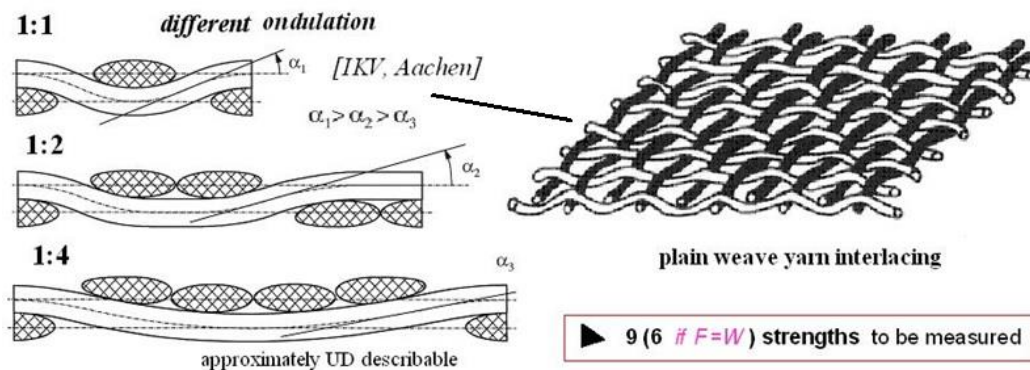 1:1
different ondulation
α1
[IKV, Aachen]
α1>α2>α3
1:2
α2
1:4
α3
approximately UD describable
plain weave yarn interlacing
► 9 (6 if F=W) strengths to be measured